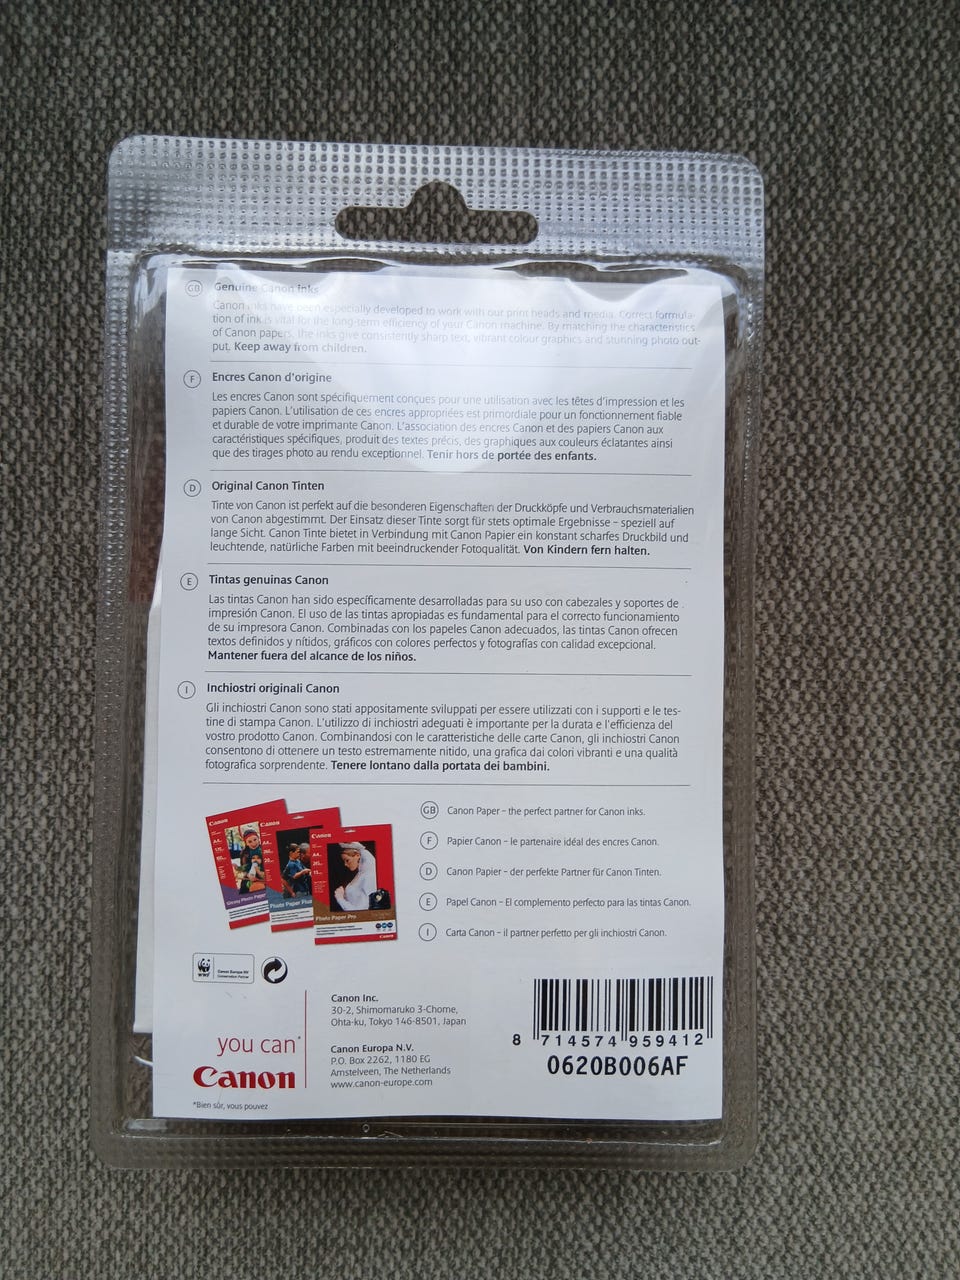 GB Genuine Canon inks
Canon inks have been especially developed to work with our print heads and media. Correct formula-
tion of ink is vital for the long-term efficiency of your Canon machine. By matching the characteristics
of Canon papers, the inks give consistently sharp text, vibrant colour graphics and stunning photo out-
put. Keep away from children.
F Encres Canon d'origine
Les encres Canon sont spécifiquement conçues pour une utilisation avec les têtes d'impression et les
papiers Canon. L'utilisation de ces encres appropriées est primordiale pour un fonctionnement fiable
et durable de votre imprimante Canon. L'association des encres Canon et des papiers Canon aux
caractéristiques spécifiques, produit des textes précis, des graphiques aux couleurs éclatantes ainsi
que des tirages photo au rendu exceptionnel. Tenir hors de portée des enfants.
D Original Canon Tinten
Tinte von Canon ist perfekt auf die besonderen Eigenschaften der Druckköpfe und Verbrauchsmaterialien
von Canon abgestimmt. Der Einsatz dieser Tinte sorgt für stets optimale Ergebnisse – speziell auf
lange Sicht. Canon Tinte bietet in Verbindung mit Canon Papier ein konstant scharfes Druckbild und
leuchtende, natürliche Farben mit beeindruckender Fotoqualität. Von Kindern fern halten.
E Tintas genuinas Canon
Las tintas Canon han sido específicamente desarrolladas para su uso con cabezales y soportes de
impresión Canon. El uso de las tintas apropiadas es fundamental para el correcto funcionamiento
de su impresora Canon. Combinadas con los papeles Canon adecuados, las tintas Canon ofrecen
textos definidos y nítidos, gráficos con colores perfectos y fotografías con calidad excepcional.
Mantener fuera del alcance de los niños.
I Inchiostri originali Canon
Gli inchiostri Canon sono stati appositamente sviluppati per essere utilizzati con i supporti e le tes-
tine di stampa Canon. L'utilizzo di inchiostri adeguati è importante per la durata e l'efficienza del
vostro prodotto Canon. Combinandosi con le caratteristiche delle carte Canon, gli inchiostri Canon
consentono di ottenere un testo estremamente nitido, una grafica dai colori vibranti e una qualità
fotografica sorprendente. Tenere lontano dalla portata dei bambini.
Canon
Canon
Canon
Glossy Photo Paper
Photo Paper Plus
Photo Paper Pro
Canon
GB Canon Paper – the perfect partner for Canon inks.
F Papier Canon – le partenaire idéal des encres Canon.
D Canon Papier – der perfekte Partner für Canon Tinten.
E Papel Canon – El complemento perfecto para las tintas Canon.
I Carta Canon – il partner perfetto per gli inchiostri Canon.
WWF
Canon Europe NV
Conservation Partner
you can*
Canon
*Bien sûr, vous pouvez
Canon Inc.
30-2, Shimomaruko 3-Chome,
Ohta-ku, Tokyo 146-8501, Japan
Canon Europa N.V.
P.O. Box 2262, 1180 EG
Amstelveen, The Netherlands
www.canon-europe.com
8 714574 959412
0620B006AF